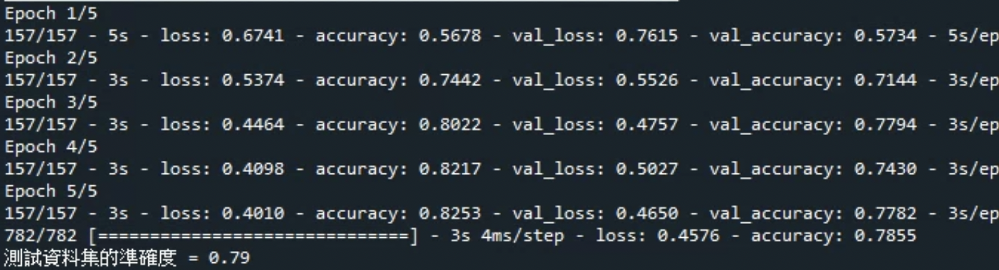 Epoch 1/5
157/157 - 5s - loss: 0.6741 - accuracy: 0.5678 - val_loss: 0.7615 - val_accuracy: 0.5734 - 5s/ep
Epoch 2/5
157/157 - 3s - loss: 0.5374 - accuracy: 0.7442 - val_loss: 0.5526 - val_accuracy: 0.7144 - 3s/ep
Epoch 3/5
157/157 - 3s - loss: 0.4464 - accuracy: 0.8022 - val_loss: 0.4757 - val_accuracy: 0.7794 - 3s/ep
Epoch 4/5
157/157 - 3s - loss: 0.4098 - accuracy: 0.8217 - val_loss: 0.5027 - val_accuracy: 0.7430 - 3s/ep
Epoch 5/5
157/157 - 3s - loss: 0.4010 - accuracy: 0.8253 - val_loss: 0.4650 - val_accuracy: 0.7782 - 3s/ep
782/782 [==============================] - 3s 4ms/step - loss: 0.4576 - accuracy: 0.7855
測試資料集的準確度 = 0.79